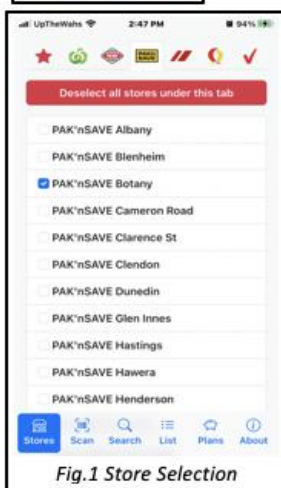 UpTheWahs 2:47 PM 94%
PAK'nSAVE
Deselect all stores under this tab
PAK'nSAVE Albany
PAK'nSAVE Blenheim
PAK'nSAVE Botany
PAK'nSAVE Cameron Road
PAK'nSAVE Clarence St
PAK'nSAVE Clendon
PAK'nSAVE Dunedin
PAK'nSAVE Glen Innes
PAK'nSAVE Hastings
PAK'nSAVE Hawera
PAK'nSAVE Henderson
Stores Scan Search List Plans About
Fig.1 Store Selection